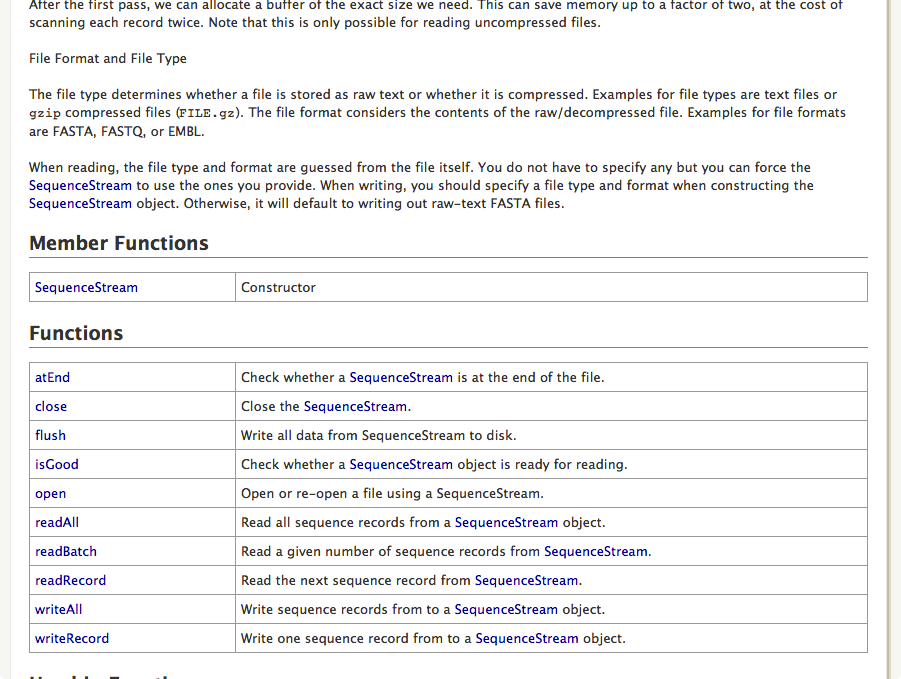 After the first pass, we can allocate a buffer of the exact size we need. This can save memory up to a factor of two, at the cost of
scanning each record twice. Note that this is only possible for reading uncompressed files.
File Format and File Type
The file type determines whether a file is stored as raw text or whether it is compressed. Examples for file types are text files or
gzip compressed files (FILE.gz). The file format considers the contents of the raw/decompressed file. Examples for file formats
are FASTA, FASTQ, or EMBL.
When reading, the file type and format are guessed from the file itself. You do not have to specify any but you can force the
SequenceStream to use the ones you provide. When writing, you should specify a file type and format when constructing the
SequenceStream object. Otherwise, it will default to writing out raw-text FASTA files.
Member Functions
SequenceStream Constructor
Functions
atEnd Check whether a SequenceStream is at the end of the file.
close Close the SequenceStream.
flush Write all data from SequenceStream to disk.
isGood Check whether a SequenceStream object is ready for reading.
open Open or re-open a file using a SequenceStream.
readAll Read all sequence records from a SequenceStream object.
readBatch Read a given number of sequence records from SequenceStream.
readRecord Read the next sequence record from SequenceStream.
writeAll Write sequence records from to a SequenceStream object.
writeRecord Write one sequence record from to a SequenceStream object.